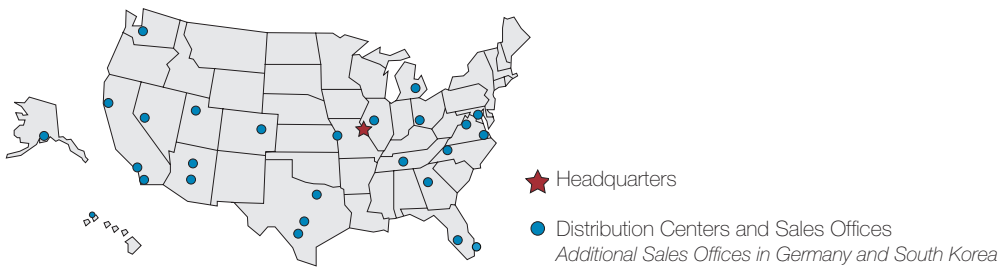 Headquarters
Distribution Centers and Sales Offices
Additional Sales Offices in Germany and South Korea